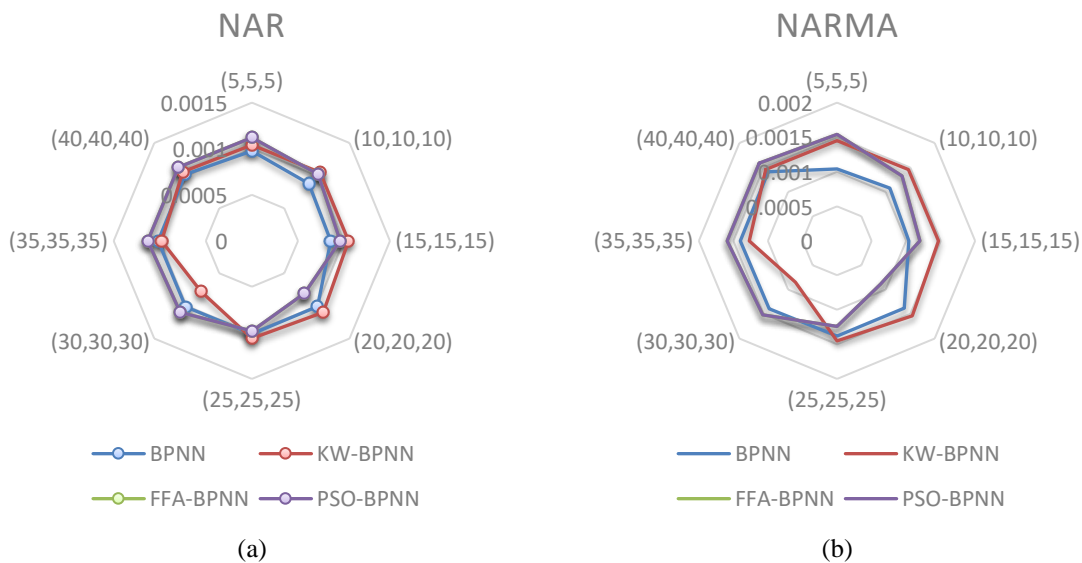 NAR
(5,5,5)
0.0015
(40,40,40)
(10,10,10)
0.001
0.0005
(35,35,35)
0
(15,15,15)
(30,30,30)
(20,20,20)
(25,25,25)
BPNN
KW-BPNN
FFA-BPNN
PSO-BPNN
(a)
NARMA
(5,5,5)
0.002
(40,40,40)
0.0015
(10,10,10)
0.001
0.0005
(35,35,35)
0
(15,15,15)
(30,30,30)
(20,20,20)
(25,25,25)
BPNN
KW-BPNN
FFA-BPNN
PSO-BPNN
(b)